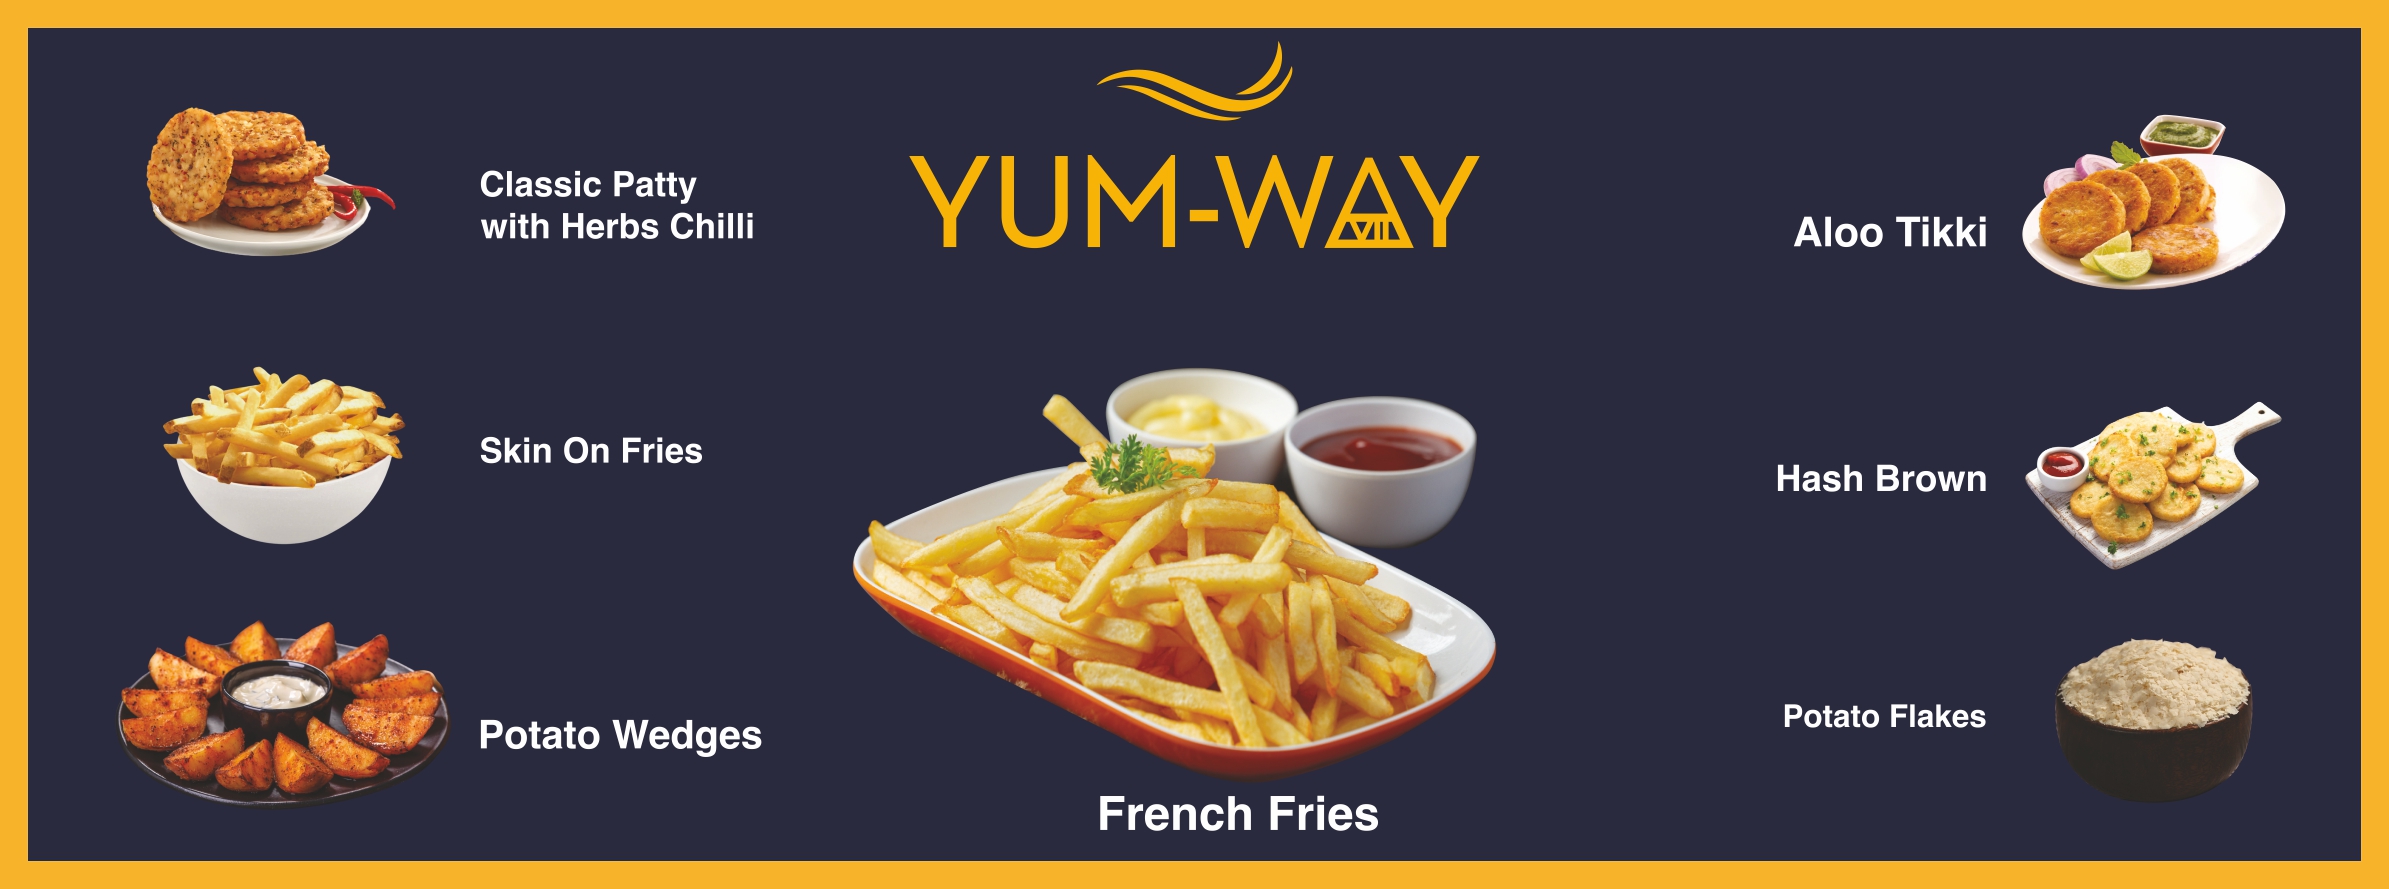 YUM-WAY
VII
Classic Patty
with Herbs Chilli
Aloo Tikki
Skin On Fries
Hash Brown
Potato Wedges
Potato Flakes
French Fries